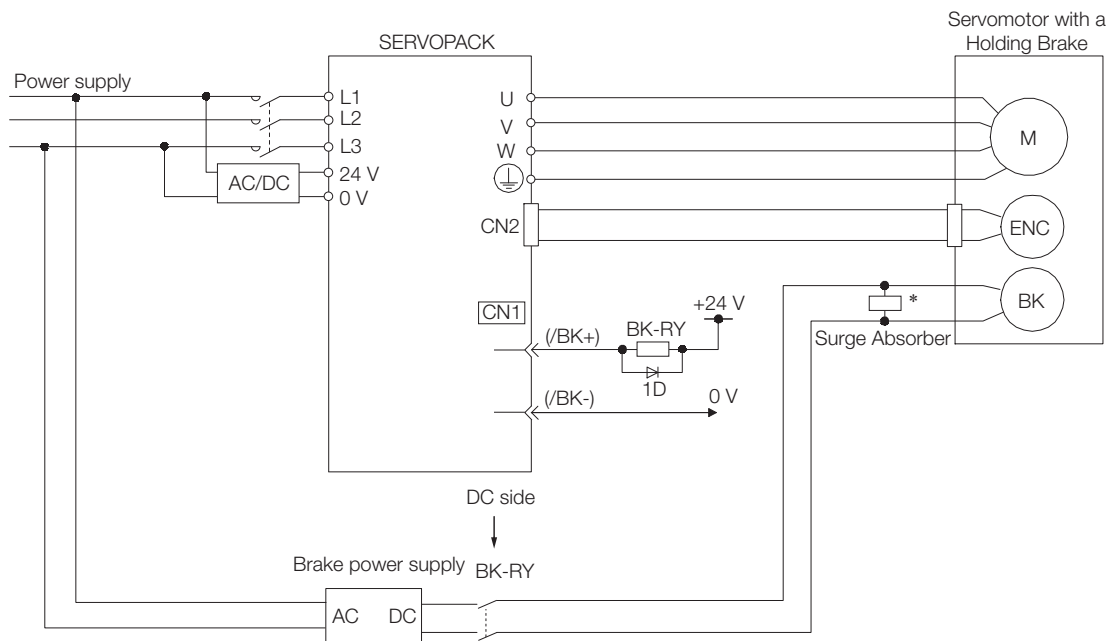 Servomotor with a
Holding Brake
SERVOPACK
Power supply
L1
L2
L3
24 V
0 V
AC/DC
U
V
W
M
CN2
ENC
CN1
BK
*
Surge Absorber
+24 V
BK-RY
(/BK+)
1D
(/BK-)
0 V
DC side
Brake power supply
BK-RY
AC
DC